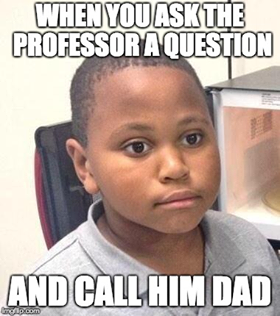 WHEN YOU ASK THE
PROFESSOR A QUESTION
AND CALL HIM DAD
imgflip.com